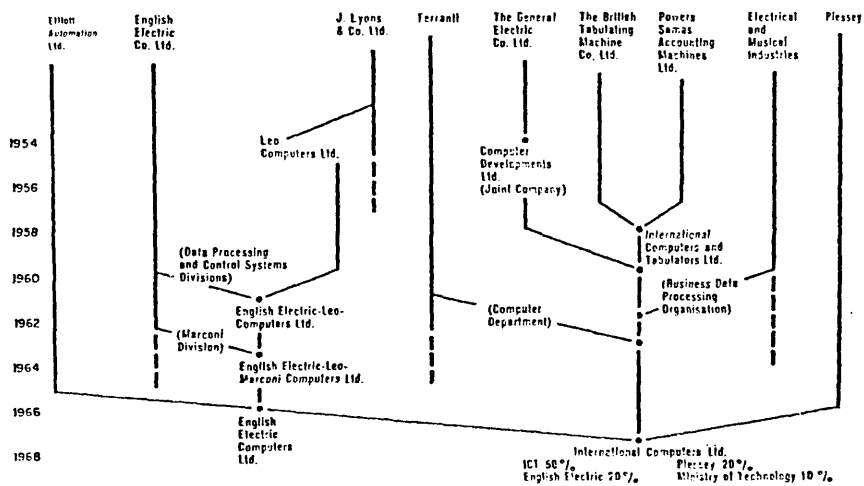 Elliott
Automation
Ltd.
English
Electric
Co. Ltd.
J. Lyons
& Co. Ltd.
Ferranti
The General
Electric
Co. Ltd.
The British
Tabulating
Machine
Co. Ltd.
Powers
Samas
Accounting
Machines
Ltd.
Electrical
and
Musical
Industries
Plessey
1954
1956
1958
1960
1962
1964
1966
1968
Leo
Computers Ltd.
Computer
Developments
Ltd.
(Joint Company)
(Data Processing
and Control Systems
Divisions)
International
Computers and
Tabulators Ltd.
(Business Data
Processing
Organisation)
English Electric-Leo-
Computers Ltd.
(Computer
Department)
(Marconi
Division)
English Electric-Leo-
Marconi Computers Ltd.
English
Electric
Computers
Ltd.
International Computers Ltd.
ICT 50%
Plessey 20%
English Electric 20%
Ministry of Technology 10%